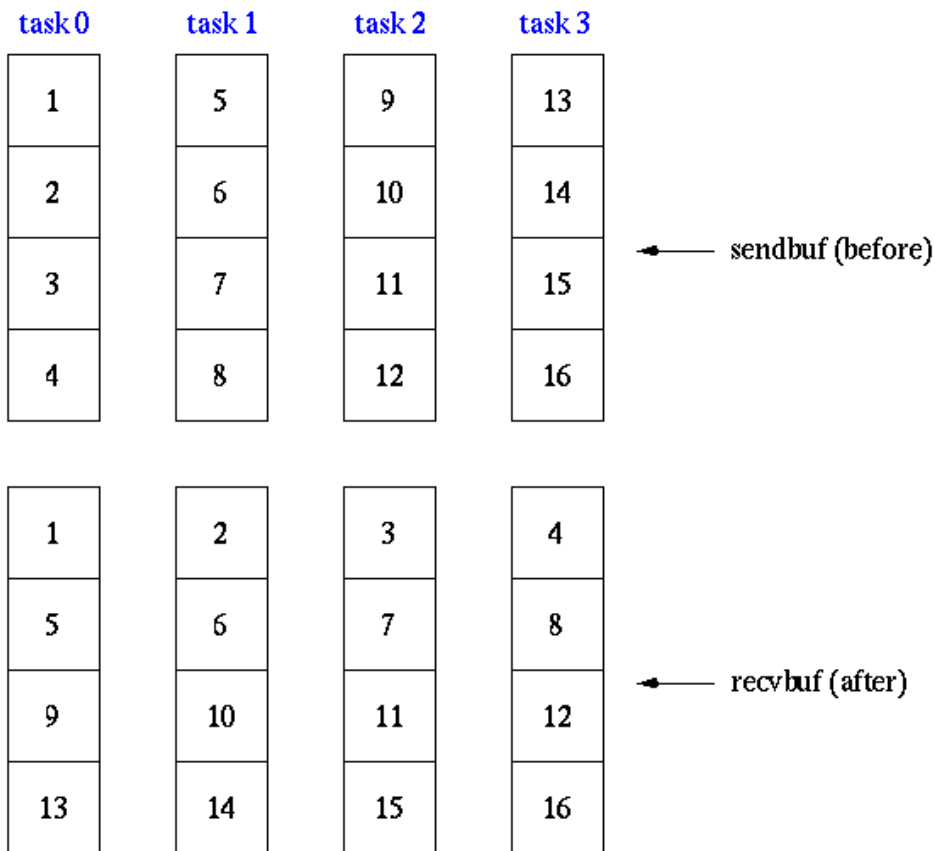 task 0 task 1 task 2 task 3
1 5 9 13
2 6 10 14
sendbuf (before)
3 7 11 15
4 8 12 16
1 2 3 4
5 6 7 8
recvbuf (after)
9 10 11 12
13 14 15 16